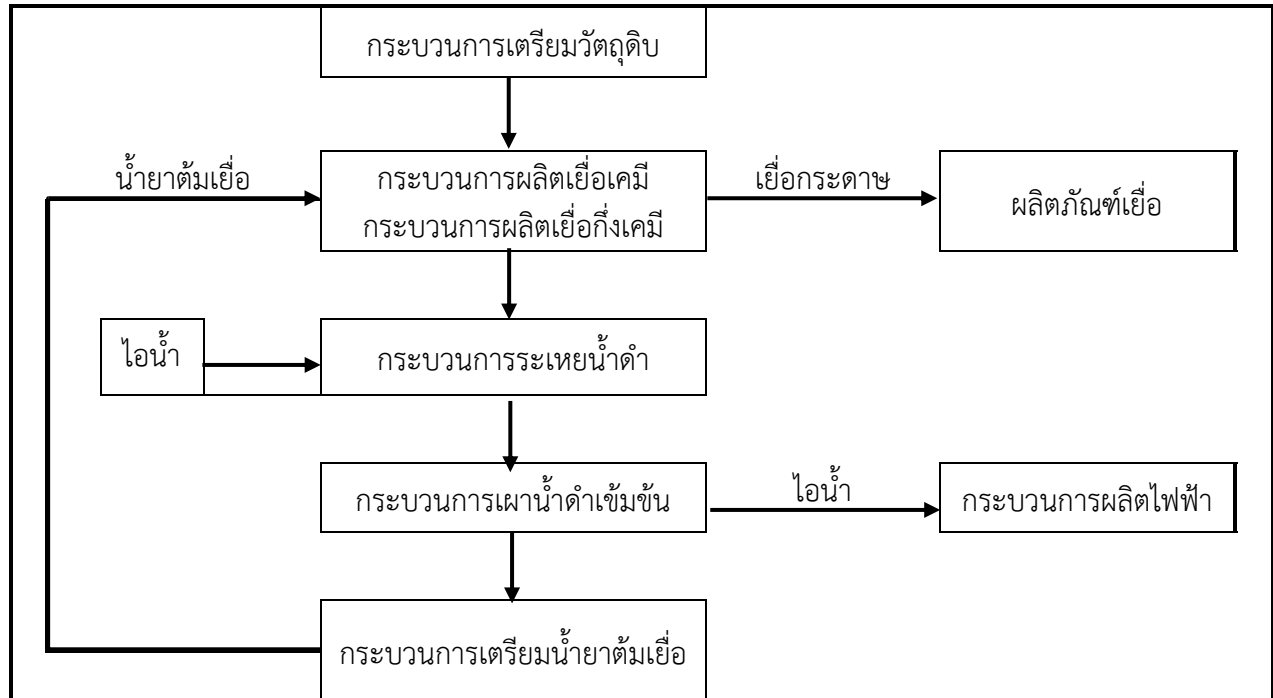 กระบวนการเตรียมวัตถุดิบ
น้ำยาต้มเยื่อ
กระบวนการผลิตเยื่อเคมี
กระบวนการผลิตเยื่อกึ่งเคมี
เยื่อกระดาษ
ผลิตภัณฑ์เยื่อ
ไอน้ำ
กระบวนการระเหยน้ำดำ
กระบวนการเผาน้ำดำเข้มข้น
ไอน้ำ
กระบวนการผลิตไฟฟ้า
กระบวนการเตรียมน้ำยาต้มเยื่อ